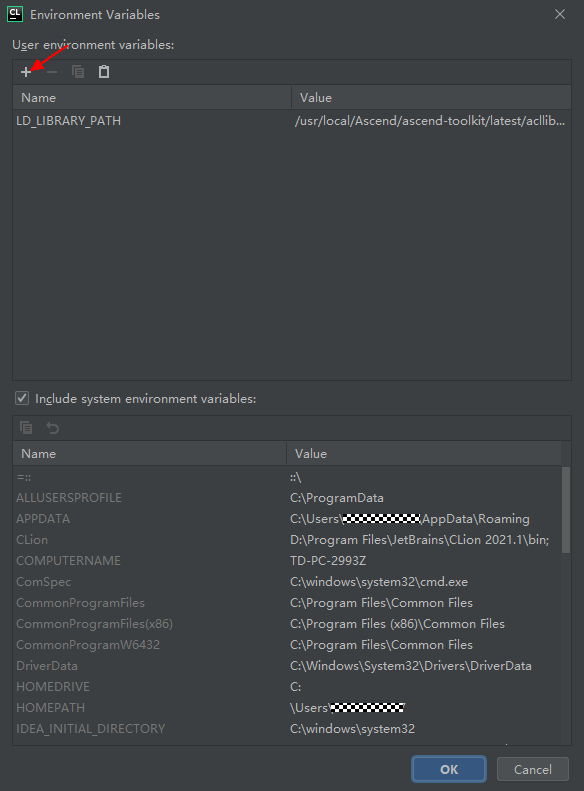 CL Environment Variables
User environment variables:
Name Value
LD_LIBRARY_PATH /usr/local/Ascend/ascend-toolkit/latest/acllib...
Include system environment variables:
Name Value
=:: ::\
ALLUSERSPROFILE C:\ProgramData
APPDATA C:\Users\ \AppData\Roaming
CLion D:\Program Files\JetBrains\CLion 2021.1\bin;
COMPUTERNAME TD-PC-2993Z
ComSpec C:\windows\system32\cmd.exe
CommonProgramFiles C:\Program Files\Common Files
CommonProgramFiles(x86) C:\Program Files (x86)\Common Files
CommonProgramW6432 C:\Program Files\Common Files
DriverData C:\Windows\System32\Drivers\DriverData
HOMEDRIVE C:
HOMEPATH \Users\
IDEA_INITIAL_DIRECTORY C:\windows\system32
OK Cancel